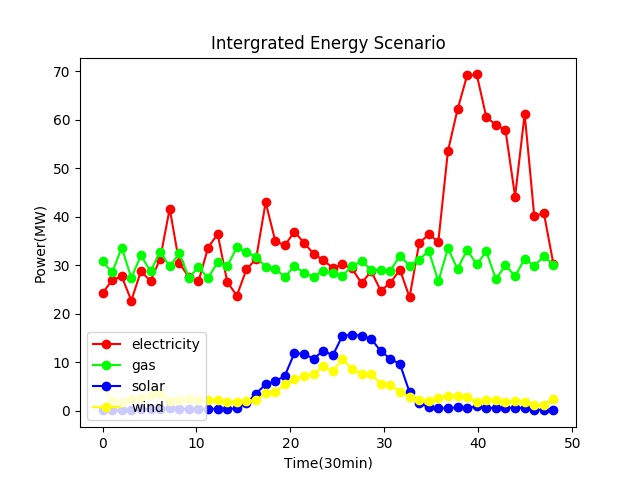 Intergrated Energy Scenario
Power(MW)
70
60
50
40
30
20
10
0
electricity
gas
solar
wind
0 10 20 30 40 50
Time(30min)